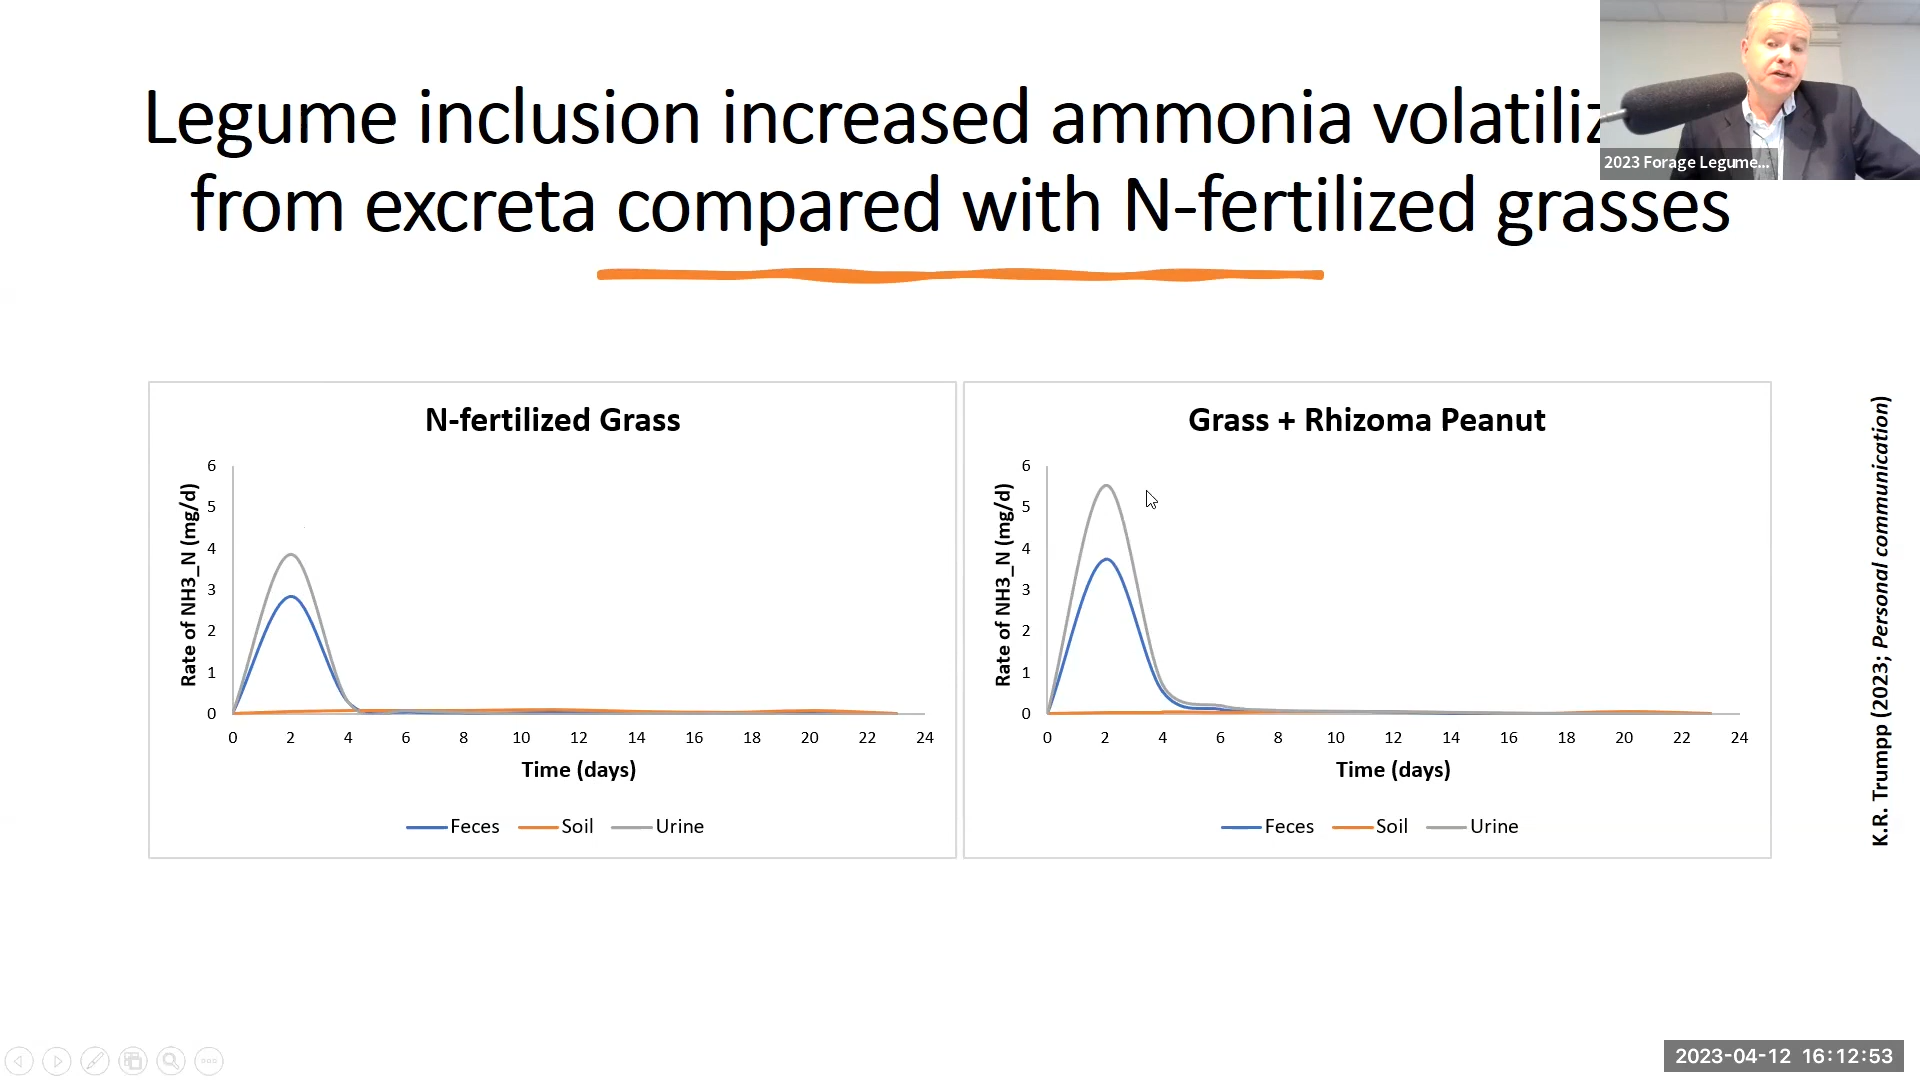 Legume inclusion increased ammonia
from excreta compared with N-fertilized grasses
2023 Forage Legume...
N-fertilized Grass
Rate of NH3_N (mg/d)
6
5
4
3
2
1
0
0 2 4 6 8 10 12 14 16 18 20 22 24
Time (days)
Feces Soil Urine
Grass + Rhizoma Peanut
Rate of NH3_N (mg/d)
6
5
4
3
2
1
0
0 2 4 6 8 10 12 14 16 18 20 22 24
Time (days)
Feces Soil Urine
K.R. Trumpp (2023; Personal communication)
2023-04-12 16:12:53